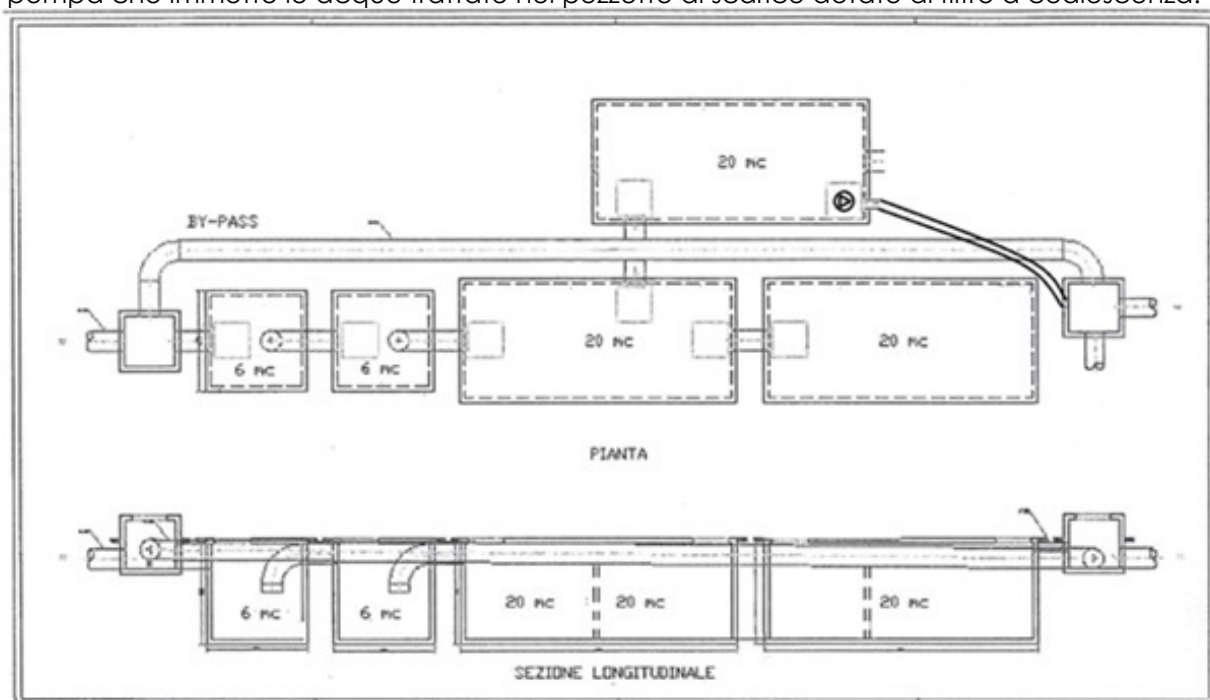 pompa che immette le acque trattate nel pozzetto di scarico dotato di filtro a coalescenza.
20 mc
BY-PASS
6 mc
6 mc
20 mc
20 mc
PIANTA
6 mc
6 mc
20 mc
20 mc
20 mc
SEZIONE LONGITUDINALE